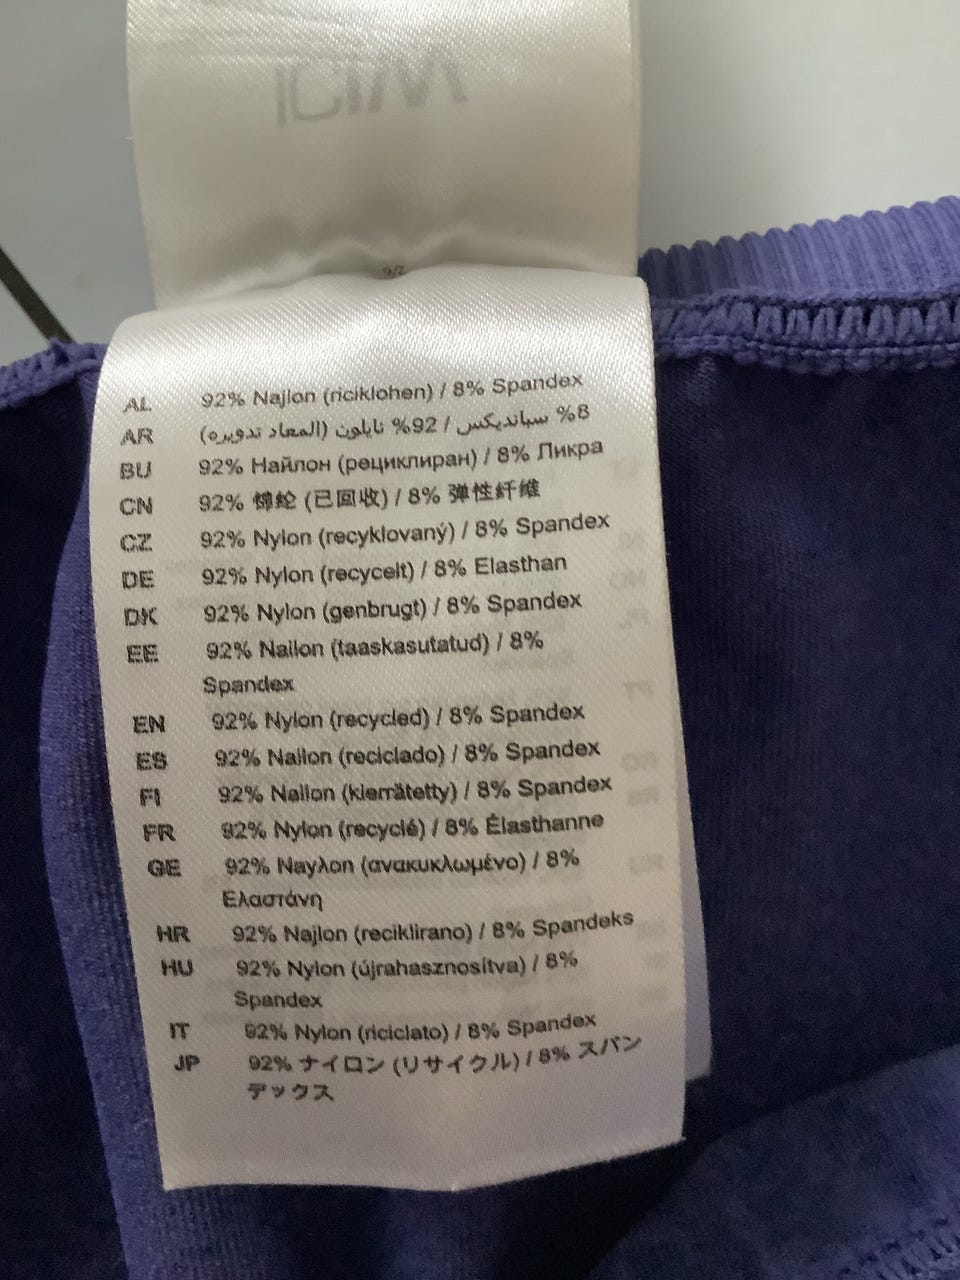 AL 92% Najlon (riciklohen) / 8% Spandex
AR 8% سبانديكس / 92% نايلون (المعاد تدويره)
BU 92% Найлон (рециклиран) / 8% Ликра
CN 92% 锦纶 (已回收) / 8% 弹性纤维
CZ 92% Nylon (recyklovaný) / 8% Spandex
DE 92% Nylon (recycelt) / 8% Elasthan
DK 92% Nylon (genbrugt) / 8% Spandex
EE 92% Nailon (taaskasutatud) / 8%
Spandex
EN 92% Nylon (recycled) / 8% Spandex
ES 92% Nailon (reciclado) / 8% Spandex
FI 92% Nailon (kierrätetty) / 8% Spandex
FR 92% Nylon (recyclé) / 8% Élasthanne
GE 92% Ναγλον (ανακυκλωμένο) / 8%
Ελαστάνη
HR 92% Najlon (reciklirano) / 8% Spandeks
HU 92% Nylon (újrahasznosítva) / 8%
Spandex
IT 92% Nylon (riciclato) / 8% Spandex
JP 92% ナイロン (リサイクル) / 8% スパン
デックス